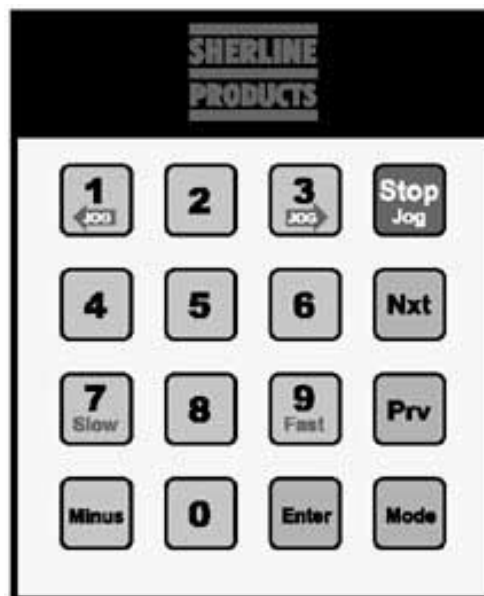 SHERLINE
PRODUCTS
1 2 3 Stop
JOG JOG Jog
4 5 6 Nxt
7 8 9 Prv
Slow Fast
Minus 0 Enter Mode